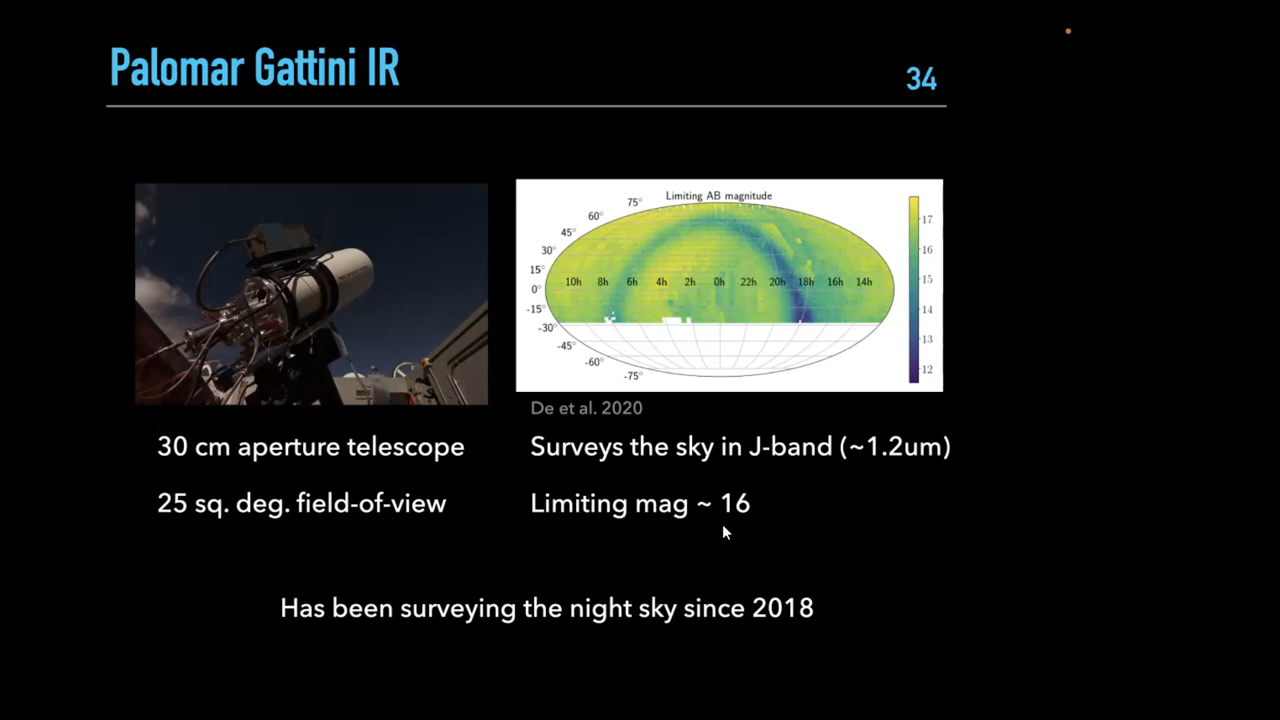 Palomar Gattini IR
34
Limiting AB magnitude
75°
60°
45°
30°
15°
0°
-15°
-30°
-45°
-60°
-75°
10h 8h 6h 4h 2h 0h 22h 20h 18h 16h 14h
17
16
15
14
13
12
De et al. 2020
30 cm aperture telescope
Surveys the sky in J-band (~1.2um)
25 sq. deg. field-of-view
Limiting mag ~ 16
Has been surveying the night sky since 2018